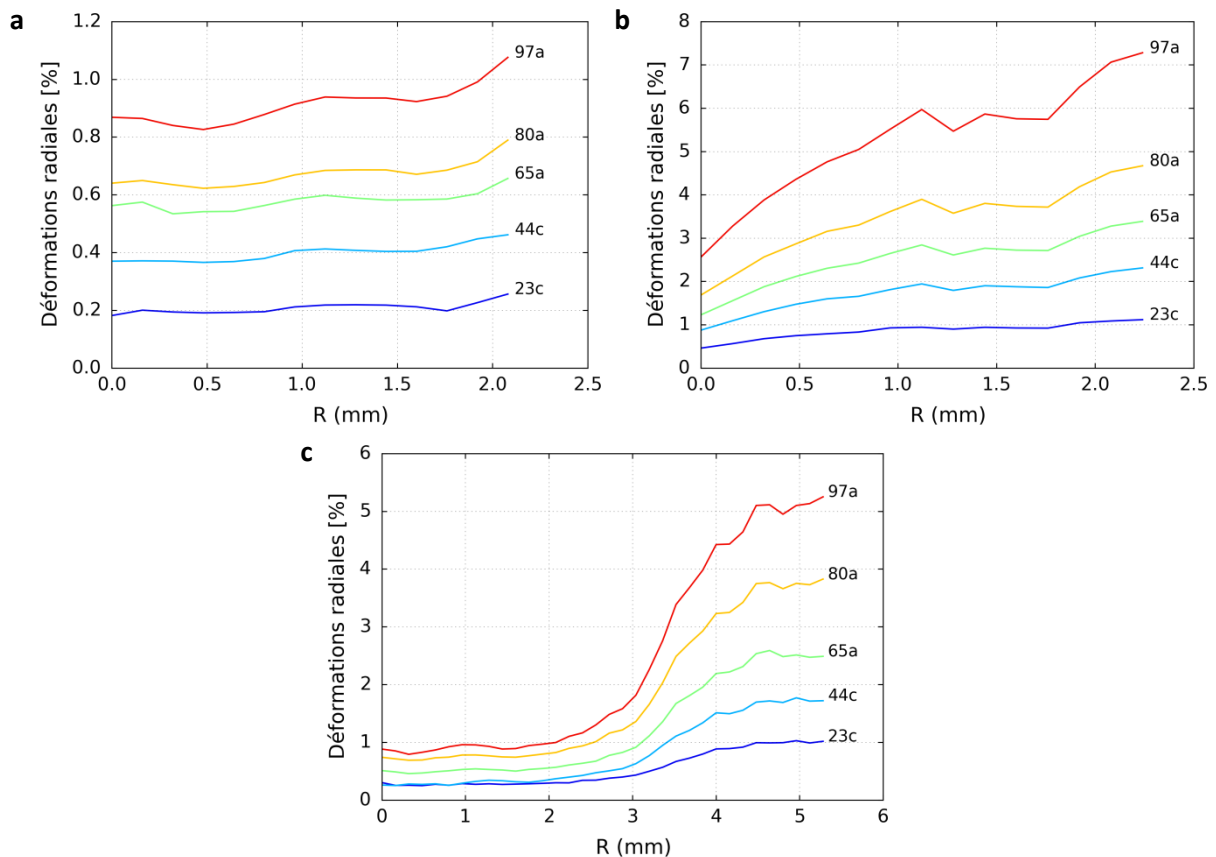 a
1.2
1.0
0.8
0.6
0.4
0.2
0.0
Déformations radiales [%]
97a
80a
65a
44c
23c
0.0 0.5 1.0 1.5 2.0 2.5
R (mm)
b
8
7
6
5
4
3
2
1
0
Déformations radiales [%]
97a
80a
65a
44c
23c
0.0 0.5 1.0 1.5 2.0 2.5
R (mm)
c
6
5
4
3
2
1
0
Déformations radiales [%]
97a
80a
65a
44c
23c
0 1 2 3 4 5 6
R (mm)